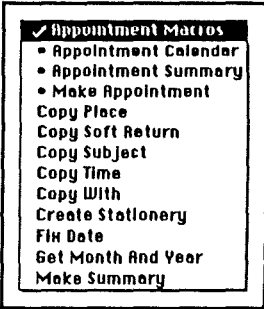 ✓ Appointment Macros
• Appointment Calendar
• Appointment Summary
• Make Appointment
Copy Place
Copy Soft Return
Copy Subject
Copy Time
Copy With
Create Stationery
Fix Date
Get Month And Year
Make Summary